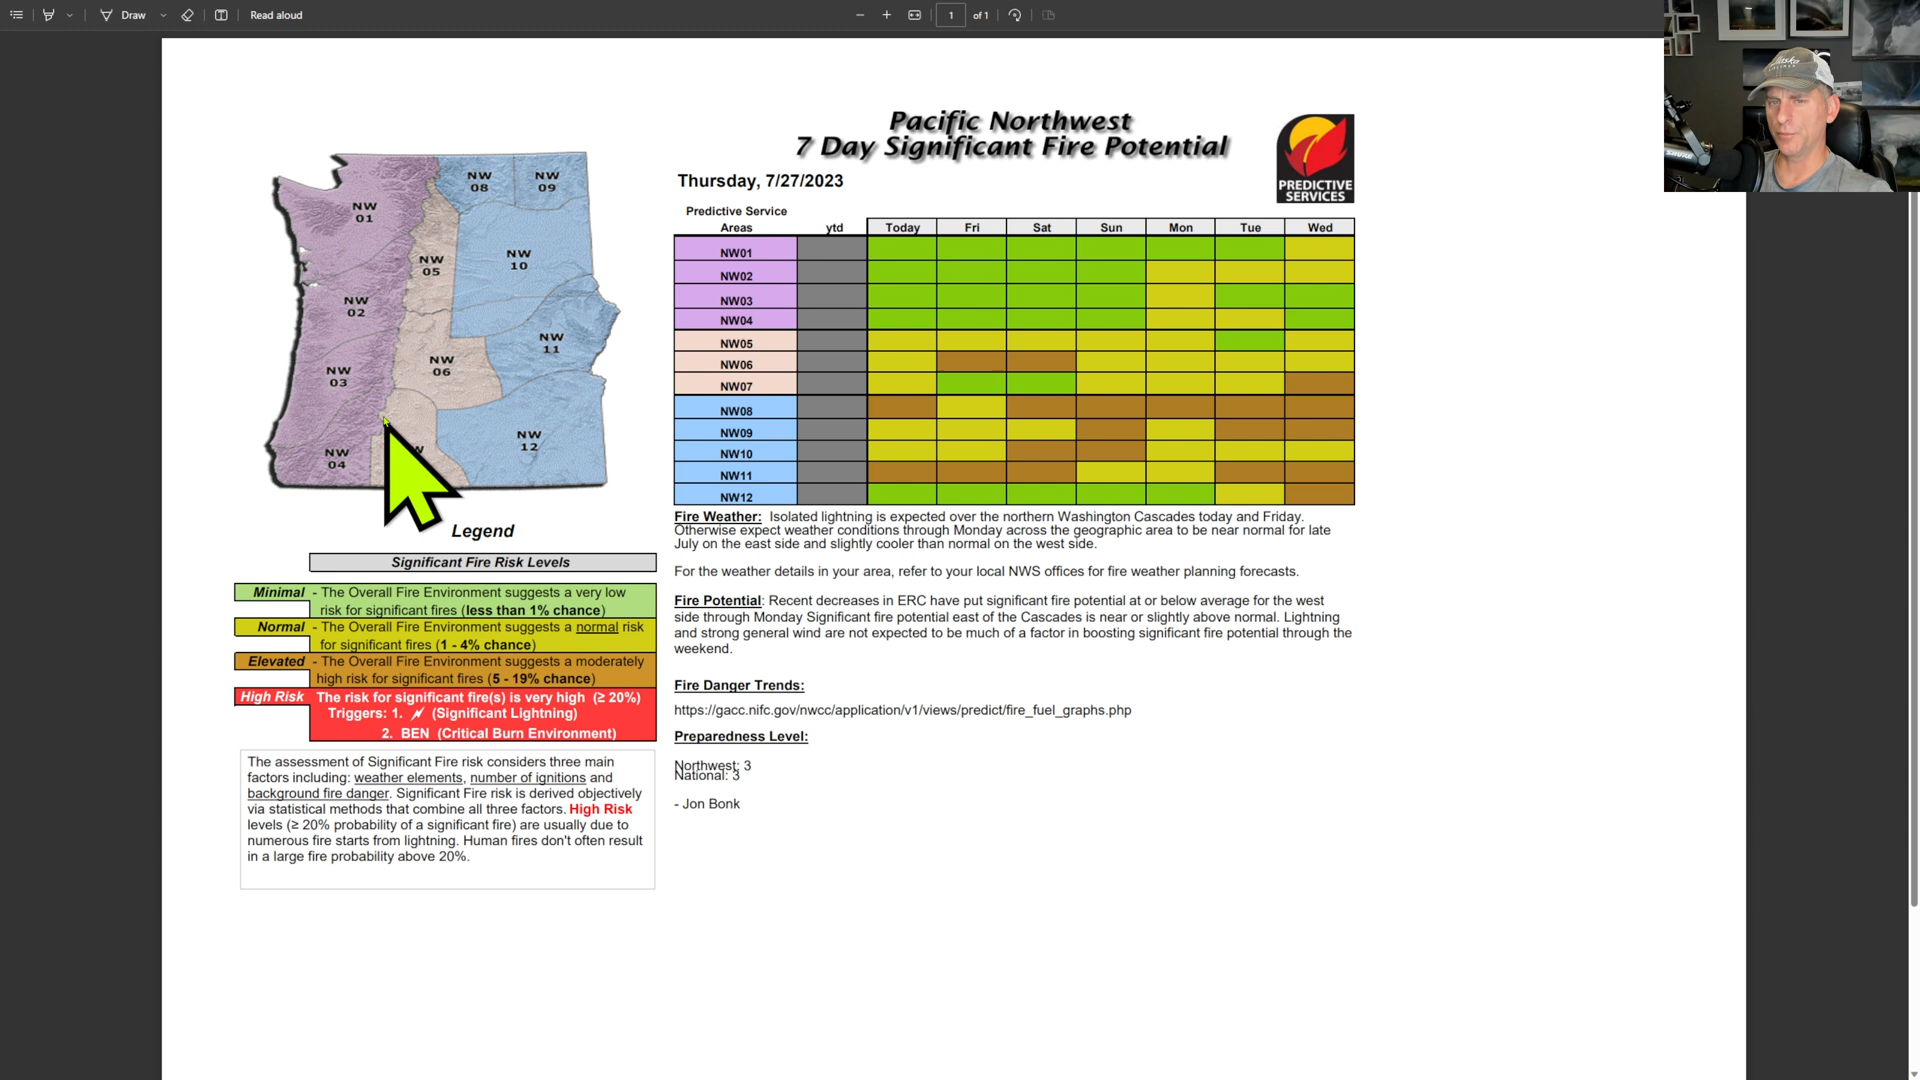 Draw
Read aloud
1
of 1
Pacific Northwest
7 Day Significant Fire Potential
PREDICTIVE
SERVICES
Thursday, 7/27/2023
NW
01
NW
02
NW
03
NW
04
NW
05
NW
06
NW
08
NW
09
NW
10
NW
11
NW
12
Predictive Service
Areas ytd Today Fri Sat Sun Mon Tue Wed
NW01
NW02
NW03
NW04
NW05
NW06
NW07
NW08
NW09
NW10
NW11
NW12
Legend
Significant Fire Risk Levels
Minimal - The Overall Fire Environment suggests a very low
risk for significant fires (less than 1% chance)
Normal - The Overall Fire Environment suggests a normal risk
for significant fires (1 - 4% chance)
Elevated - The Overall Fire Environment suggests a moderately
high risk for significant fires (5 - 19% chance)
High Risk The risk for significant fire(s) is very high (≥ 20%)
Triggers: 1. (Significant Lightning)
2. BEN (Critical Burn Environment)
The assessment of Significant Fire risk considers three main
factors including: weather elements, number of ignitions and
background fire danger. Significant Fire risk is derived objectively
via statistical methods that combine all three factors. High Risk
levels (≥ 20% probability of a significant fire) are usually due to
numerous fire starts from lightning. Human fires don't often result
in a large fire probability above 20%.
Fire Weather: Isolated lightning is expected over the northern Washington Cascades today and Friday.
Otherwise expect weather conditions through Monday across the geographic area to be near normal for late
July on the east side and slightly cooler than normal on the west side.
For the weather details in your area, refer to your local NWS offices for fire weather planning forecasts.
Fire Potential: Recent decreases in ERC have put significant fire potential at or below average for the west
side through Monday Significant fire potential east of the Cascades is near or slightly above normal. Lightning
and strong general wind are not expected to be much of a factor in boosting significant fire potential through the
weekend.
Fire Danger Trends:
https://gacc.nifc.gov/nwcc/application/v1/views/predict/fire_fuel_graphs.php
Preparedness Level:
Northwest: 3
National: 3
- Jon Bonk